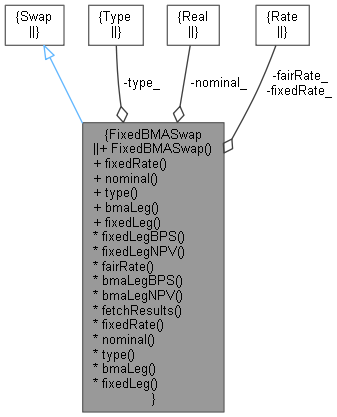 {Swap
||}
{Type
||}
{Real
||}
{Rate
||}
-type_
-nominal_
-fairRate_
-fixedRate_
{FixedBMASwap
||+ FixedBMASwap()
+ fixedRate()
+ nominal()
+ type()
+ bmaLeg()
+ fixedLeg()
* fixedLegBPS()
* fixedLegNPV()
* fairRate()
* bmaLegBPS()
* bmaLegNPV()
* fetchResults()
* fixedRate()
* nominal()
* type()
* bmaLeg()
* fixedLeg()
}